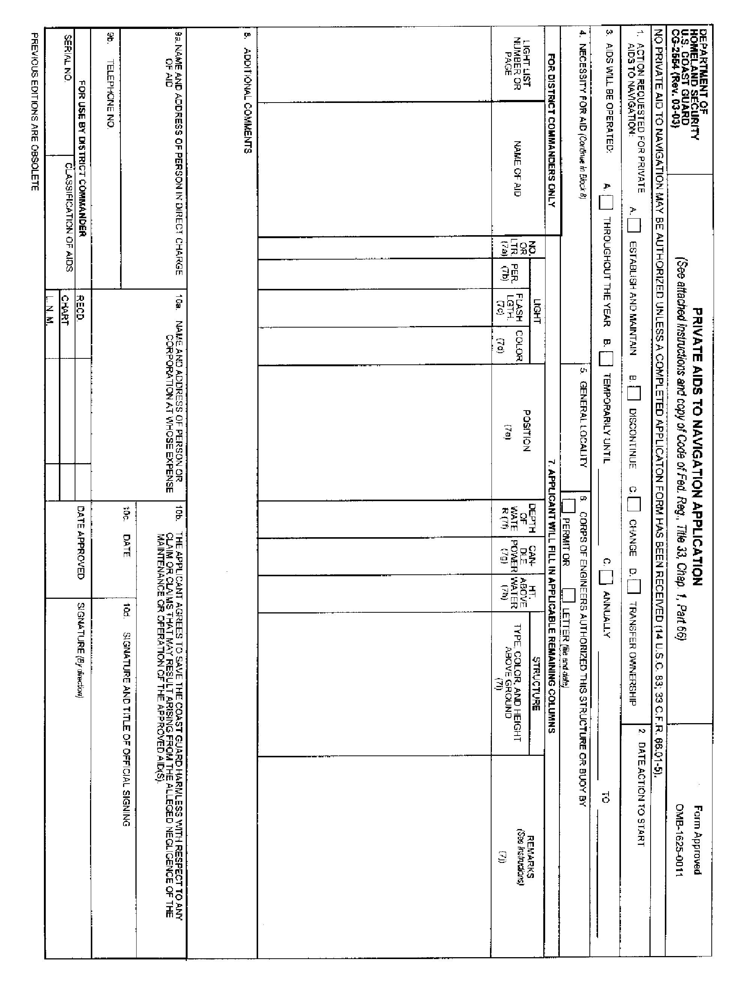 DEPARTMENT OF
HOMELAND SECURITY
U.S. COAST GUARD
CG-2554 (Rev. 03-03)
PRIVATE AIDS TO NAVIGATION APPLICATION
(See attached instructions and copy of Code of Fed. Reg., Title 33, Chap. 1, Part 66)
Form Approved
OMB-1625-0011
NO PRIVATE AID TO NAVIGATION MAY BE AUTHORIZED UNLESS A COMPLETED APPLICATON FORM HAS BEEN RECEIVED (14 U.S.C. 83; 33 C.F.R. 66.01-5).
1. ACTION REQUESTED FOR PRIVATE
AIDS TO NAVIGATION:
A. ESTABLISH AND MAINTAIN B. DISCONTINUE C. CHANGE D. TRANSFER OWNERSHIP
2. DATE ACTION TO START
3. AIDS WILL BE OPERATED: A. THROUGHOUT THE YEAR B. TEMPORARILY UNTIL C. ANNUALLY TO
4. NECESSITY FOR AID (Continue in Block 8)
5. GENERAL LOCALITY
6. CORPS OF ENGINEERS AUTHORIZED THIS STRUCTURE OR BUOY BY
PERMIT OR LETTER (file and date)
FOR DISTRICT COMMANDERS ONLY
7. APPLICANT WILL FILL IN APPLICABLE REMAINING COLUMNS
LIGHT LIST
NUMBER OR
PAGE
NAME OF AID
NO.
OR
LTR.
(7a)
LIGHT
PER.
(7b)
FLASH
LGTH.
(7c)
COLOR
(7d)
POSITION
(7e)
DEPTH
OF
WATE
R (7f)
CAN-
DLE
POWER
(7g)
HT.
ABOVE
WATER
(7h)
STRUCTURE
TYPE, COLOR, AND HEIGHT
ABOVE GROUND
(7i)
REMARKS
(See Instructions)
(7j)
8. ADDITIONAL COMMENTS
9a. NAME AND ADDRESS OF PERSON IN DIRECT CHARGE
OF AID
9b. TELEPHONE NO.
10a. NAME AND ADDRESS OF PERSON OR
CORPORATION AT WHOSE EXPENSE
10b. THE APPLICANT AGREES TO SAVE THE COAST GUARD HARMLESS WITH RESPECT TO ANY
CLAIM OR CLAIMS THAT MAY RESULT ARISING FROM THE ALLEGED NEGLIGENCE OF THE
MAINTENANCE OR OPERATION OF THE APPROVED AID(S).
10c. DATE
10d. SIGNATURE AND TITLE OF OFFICIAL SIGNING
FOR USE BY DISTRICT COMMANDER
SERIAL NO.
CLASSIFICATION OF AIDS
RECD.
CHART
L. N. M.
DATE APPROVED
SIGNATURE (By direction)
PREVIOUS EDITIONS ARE OBSOLETE